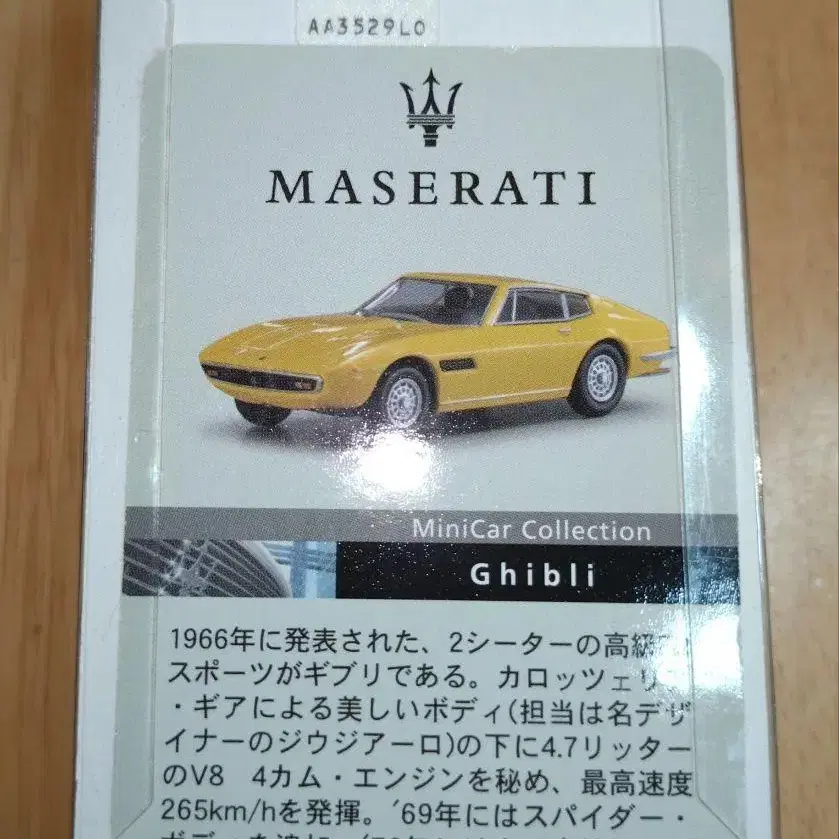 AA3529L0
MASERATI
MiniCar Collection
Ghibli
1966年に発表された、2シーターの高級
スポーツがギブリである。カロッツェリ
・ギアによる美しいボディ(担当は名デザ
イナーのジウジアーロ)の下に4.7リッター
のV8 4カム・エンジンを秘め、最高速度
265km/hを発揮。'69年にはスパイダー・